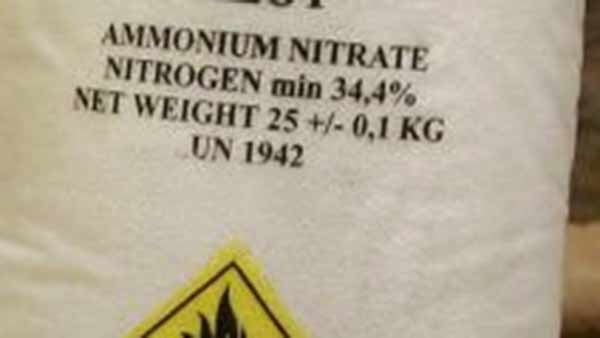 AMMONIUM NITRATE
NITROGEN min 34,4%
NET WEIGHT 25 +/- 0,1 KG
UN 1942